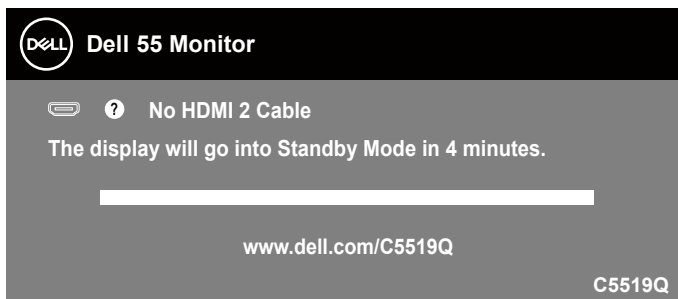 DELL Dell 55 Monitor
? No HDMI 2 Cable
The display will go into Standby Mode in 4 minutes.
www.dell.com/C5519Q
C5519Q